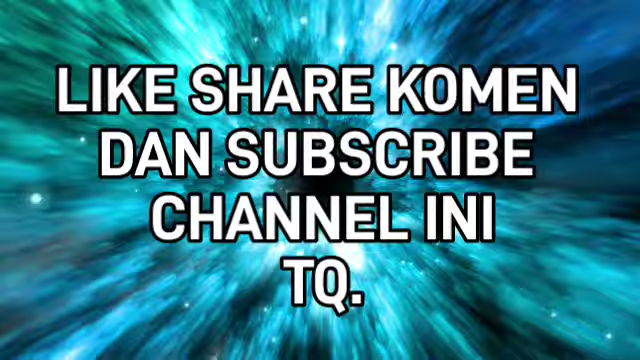 LIKE SHARE KOMEN
DAN SUBSCRIBE
CHANNEL INI
TQ.